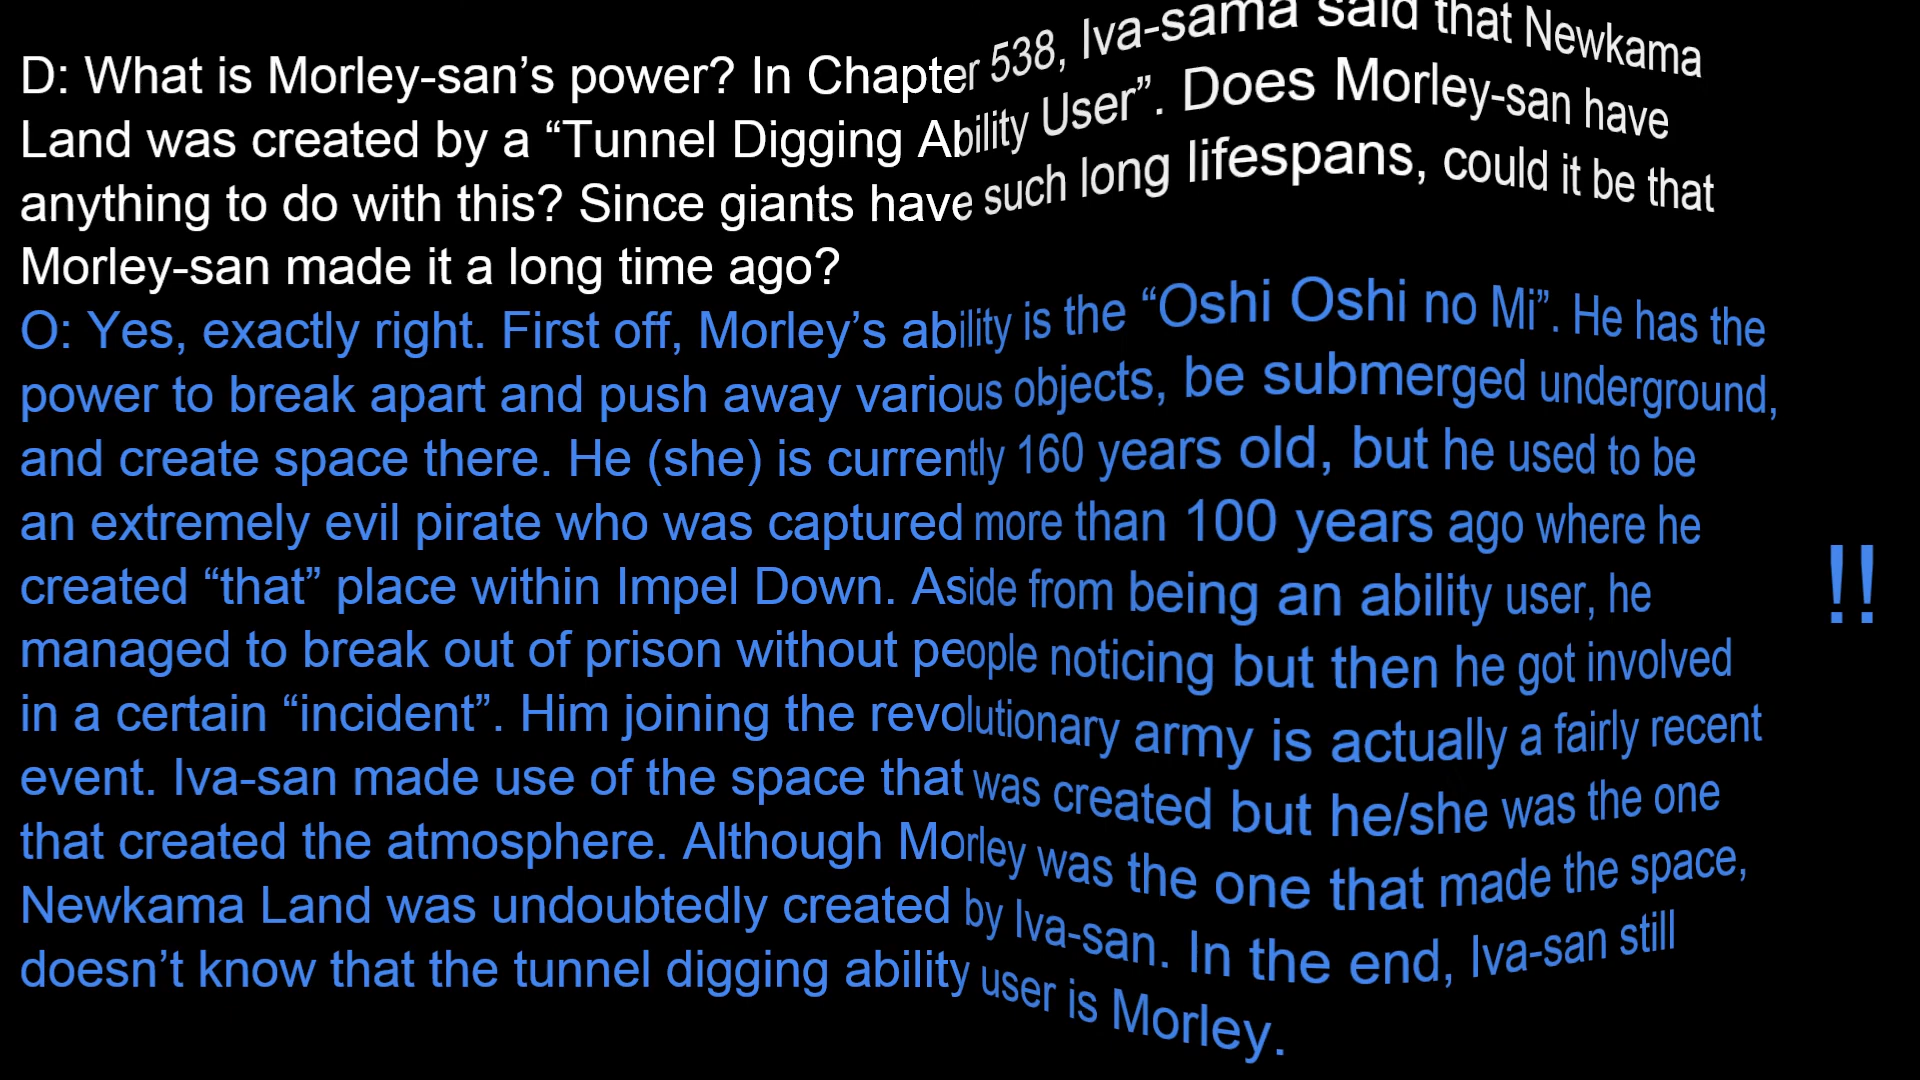 D: What is Morley-san’s power? In Chapter 538, Iva-sama said that Newkama
Land was created by a “Tunnel Digging Ability User”. Does Morley-san have
anything to do with this? Since giants have such long lifespans, could it be that
Morley-san made it a long time ago?
O: Yes, exactly right. First off, Morley’s ability is the “Oshi Oshi no Mi”. He has the
power to break apart and push away various objects, be submerged underground,
and create space there. He (she) is currently 160 years old, but he used to be
an extremely evil pirate who was captured more than 100 years ago where he
created “that” place within Impel Down. Aside from being an ability user, he
managed to break out of prison without people noticing but then he got involved
in a certain “incident”. Him joining the revolutionary army is actually a fairly recent
event. Iva-san made use of the space that was created but he/she was the one
that created the atmosphere. Although Morley was the one that made the space,
Newkama Land was undoubtedly created by Iva-san. In the end, Iva-san still
doesn’t know that the tunnel digging ability user is Morley.
!!